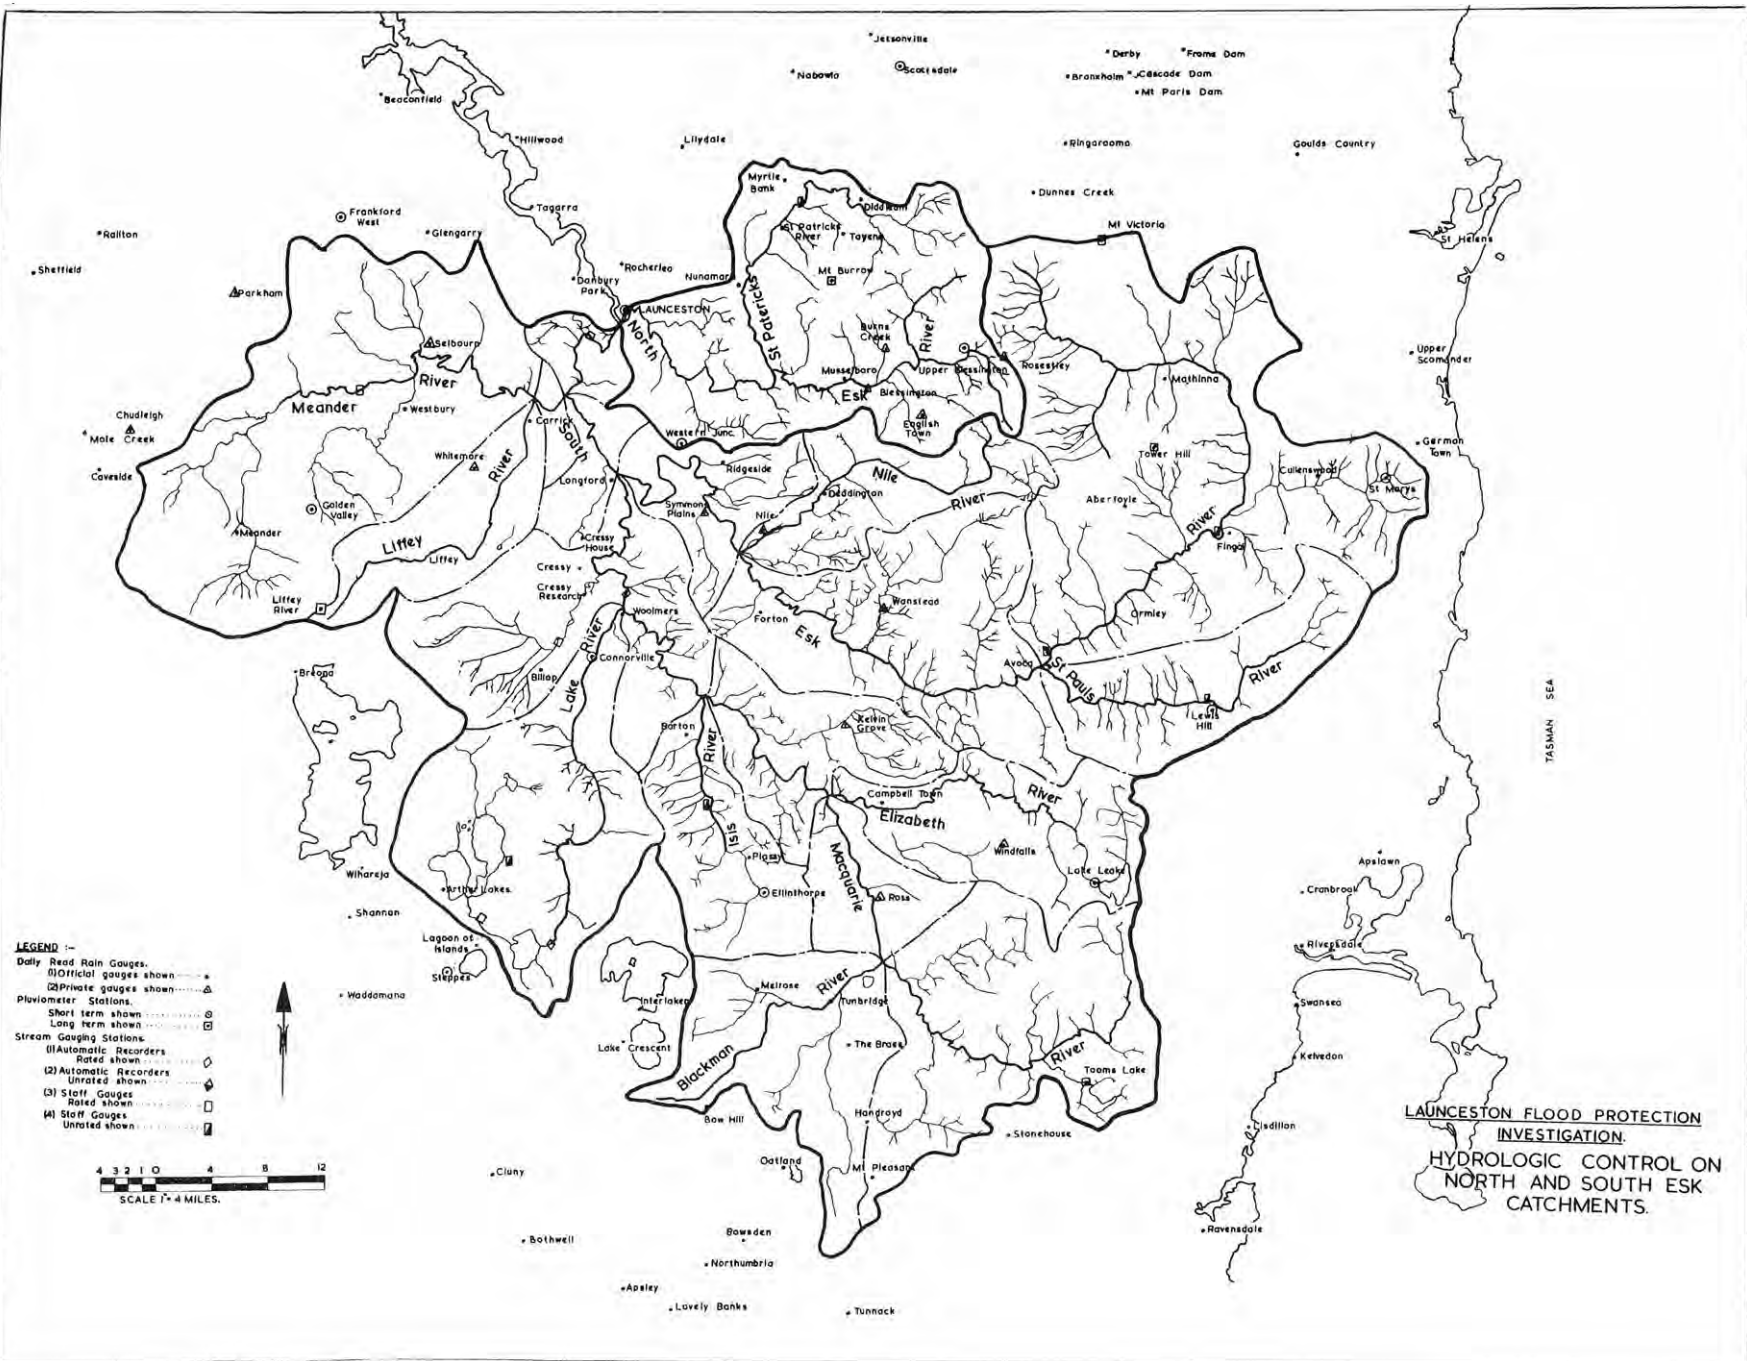 Jetsonville
Scottsdale
Nabowla
Derby
Frome Dam
Branxholm
Cascade Dam
Mt Paris Dam
Beaconfield
Hillwood
Lilydale
Ringarooma
Goulds Country
Myrtle
Bank
Dunnes Creek
Diddleum
Tagarra
Frankford
West
Glengarry
Railton
St Patricks
River
Tayene
Mt Victoria
St Helens
Sheffield
Rocherlea
Nunamara
Mt Burrow
Danbury
Park
Parkham
LAUNCESTON
North
St Patericks
River
Burns
Creek
Selbourn
Upper
Scamander
River
Musselboro
Upper Blessington
Rosestley
Mathinna
Esk
Blessington
Meander
Westbury
Chudleigh
Mole Creek
Carrick
South
English
Town
Western Junc.
German
Town
Whitemore
River
Ridgeside
Tower Hill
Cullenswood
Caveside
Longford
Nile
St Marys
Deddington
River
Aberfoyle
Golden
Valley
Symmons
Plains
Nile
River
Meander
Cressy
House
Fingal
Liffey
Liffey
Cressy
Cressy
Research
Liffey
River
Woolmers
Wanstead
Forton
Ormley
Esk
River
Connorville
Avoca
St Pauls
River
Breona
Billop
Lake
Lewis
Hill
TASMAN SEA
Barton
Kelvin
Grove
River
Campbell Town
River
Elizabeth
Isis
Windfalls
Plassy
Macquarie
Apslawn
Wihareja
Lake Leake
Arthur Lakes
Ellinthorpe
Ross
Cranbrook
Shannon
Lagoon of
Islands
Riversdale
Steppes
Melrose
River
Waddamana
Interlaken
Tunbridge
Swansea
Lake Crescent
The Braes
River
Kelvedon
Blackman
Tooms Lake
Bow Hill
Handroyd
Lisdillon
Stonehouse
Oatland
Mt Pleasant
Cluny
Ravensdale
Bowsden
Bothwell
Northumbria
Apsley
Lovely Banks
Tunnack
LEGEND :-
Daily Read Rain Gauges.
(1)Official gauges shown
(2)Private gauges shown
Pluviometer Stations.
Short term shown
Long term shown
Stream Gauging Stations
(1)Automatic Recorders
Rated shown
(2) Automatic Recorders
Unrated shown
(3) Staff Gauges
Rated shown
(4) Staff Gauges
Unrated shown
4 3 2 1 0 4 8 12
SCALE 1"= 4 MILES.
LAUNCESTON FLOOD PROTECTION
INVESTIGATION.
HYDROLOGIC CONTROL ON
NORTH AND SOUTH ESK
CATCHMENTS.